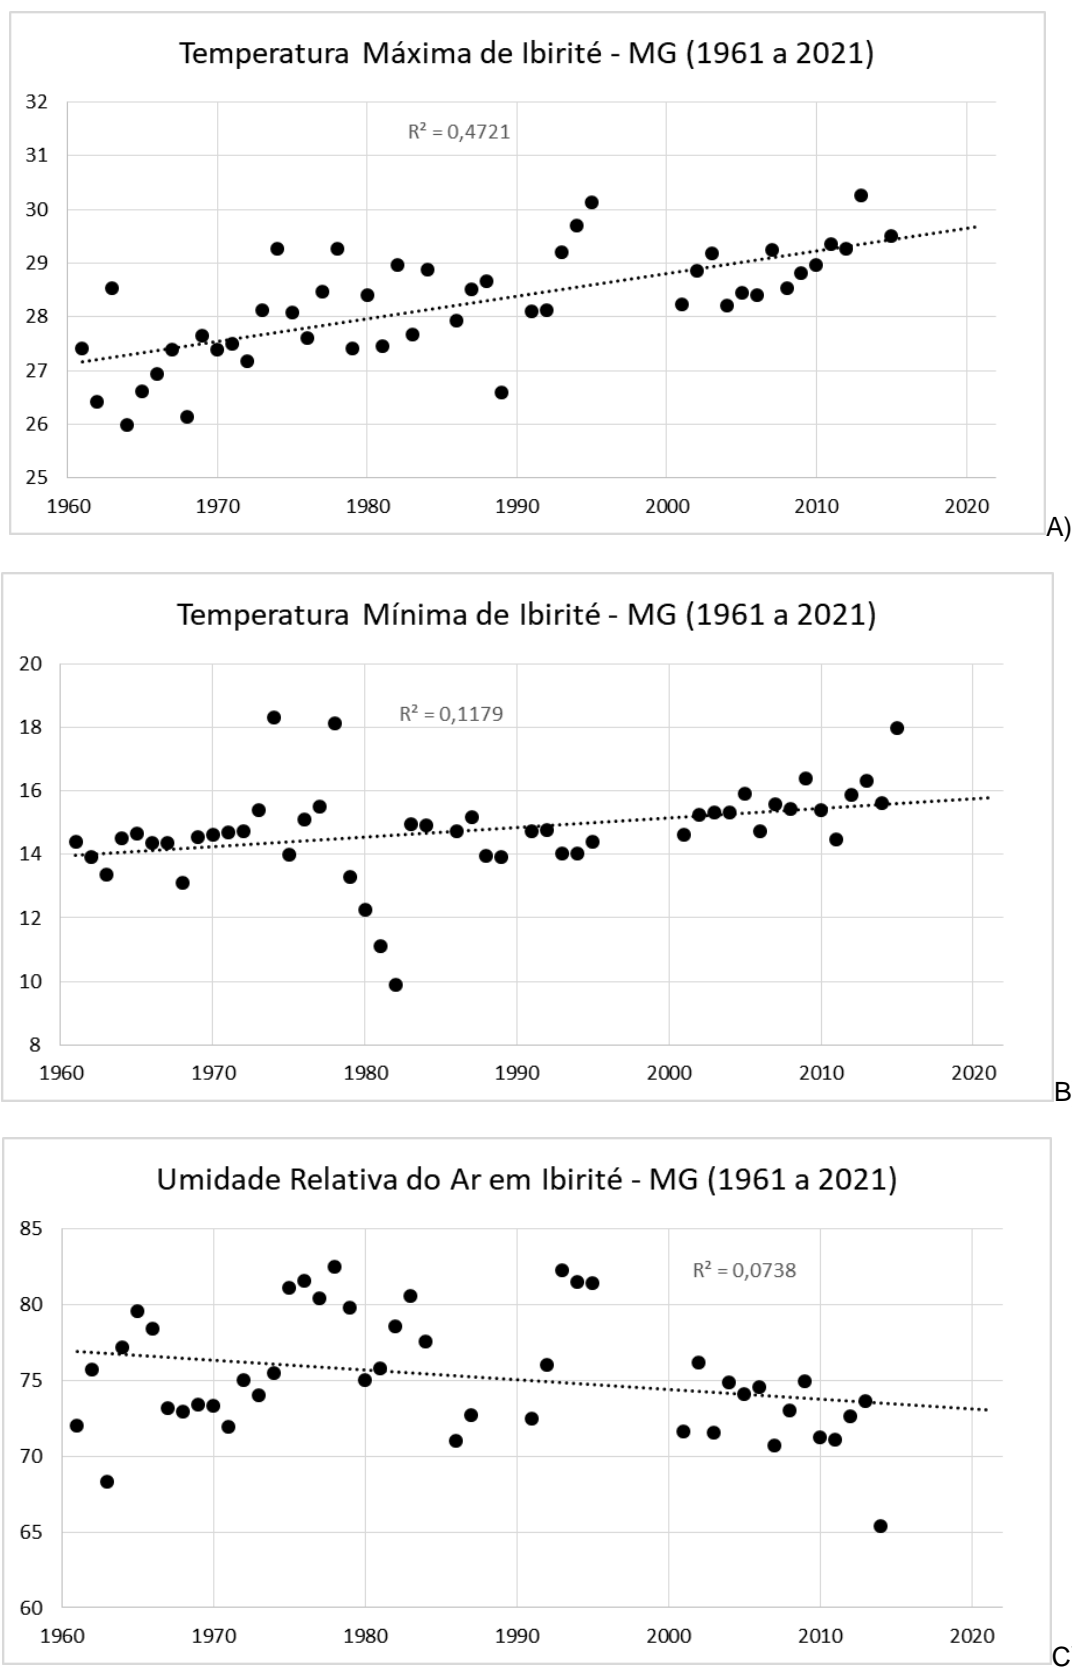 Temperatura Máxima de Ibirité - MG (1961 a 2021)
32
R² = 0,4721
31
30
29
28
27
26
25
1960 1970 1980 1990 2000 2010 2020
A)
Temperatura Mínima de Ibirité - MG (1961 a 2021)
20
R² = 0,1179
18
16
14
12
10
8
1960 1970 1980 1990 2000 2010 2020
B
Umidade Relativa do Ar em Ibirité - MG (1961 a 2021)
85
R² = 0,0738
80
75
70
65
60
1960 1970 1980 1990 2000 2010 2020
C